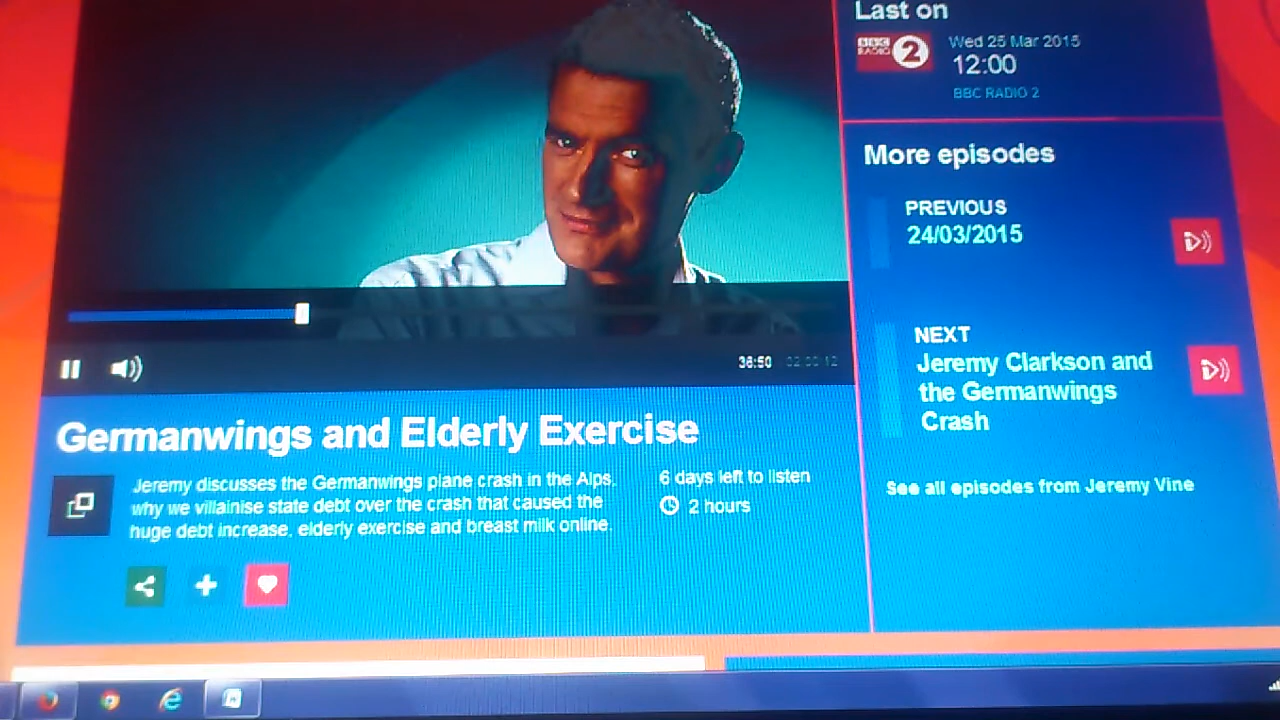 Last on
BBC
RADIO
2
Wed 25 Mar 2015
12:00
BBC RADIO 2
More episodes
PREVIOUS
24/03/2015
NEXT
Jeremy Clarkson and
the Germanwings
Crash
See all episodes from Jeremy Vine
36:50 02:00:12
Germanwings and Elderly Exercise
Jeremy discusses the Germanwings plane crash in the Alps,
why we villainise state debt over the crash that caused the
huge debt increase, elderly exercise and breast milk online.
6 days left to listen
2 hours